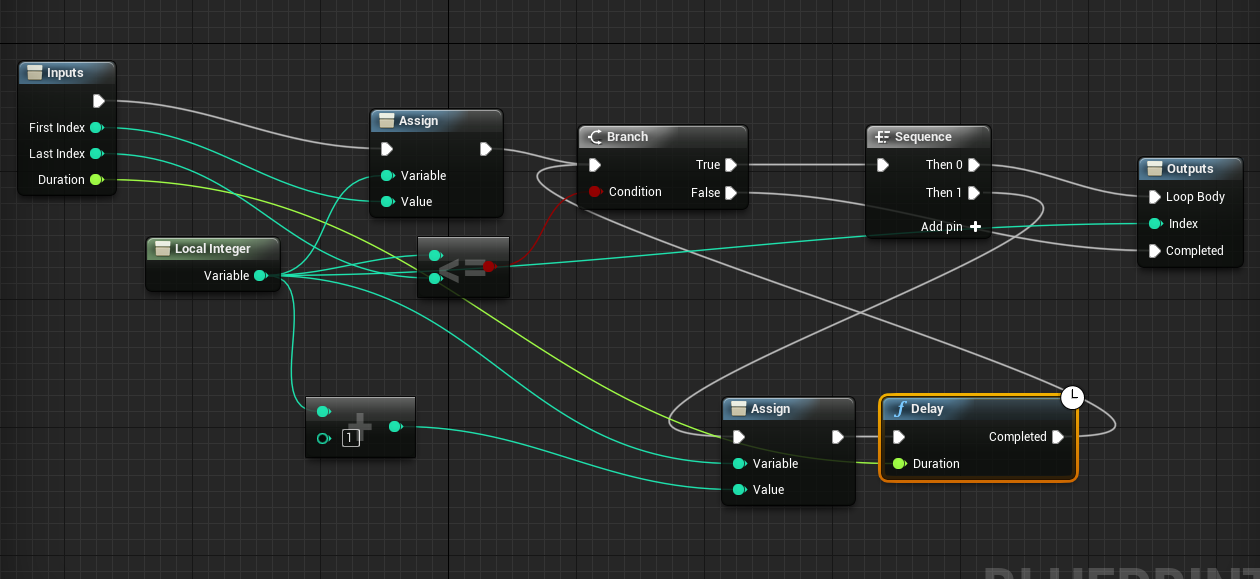 Inputs
First Index
Last Index
Duration
Assign
Variable
Value
Branch
True
Condition
False
Sequence
Then 0
Then 1
Add pin
Outputs
Loop Body
Index
Completed
Local Integer
Variable
<=
+
1
Assign
Variable
Value
f Delay
Completed
Duration
BLUEPRINT